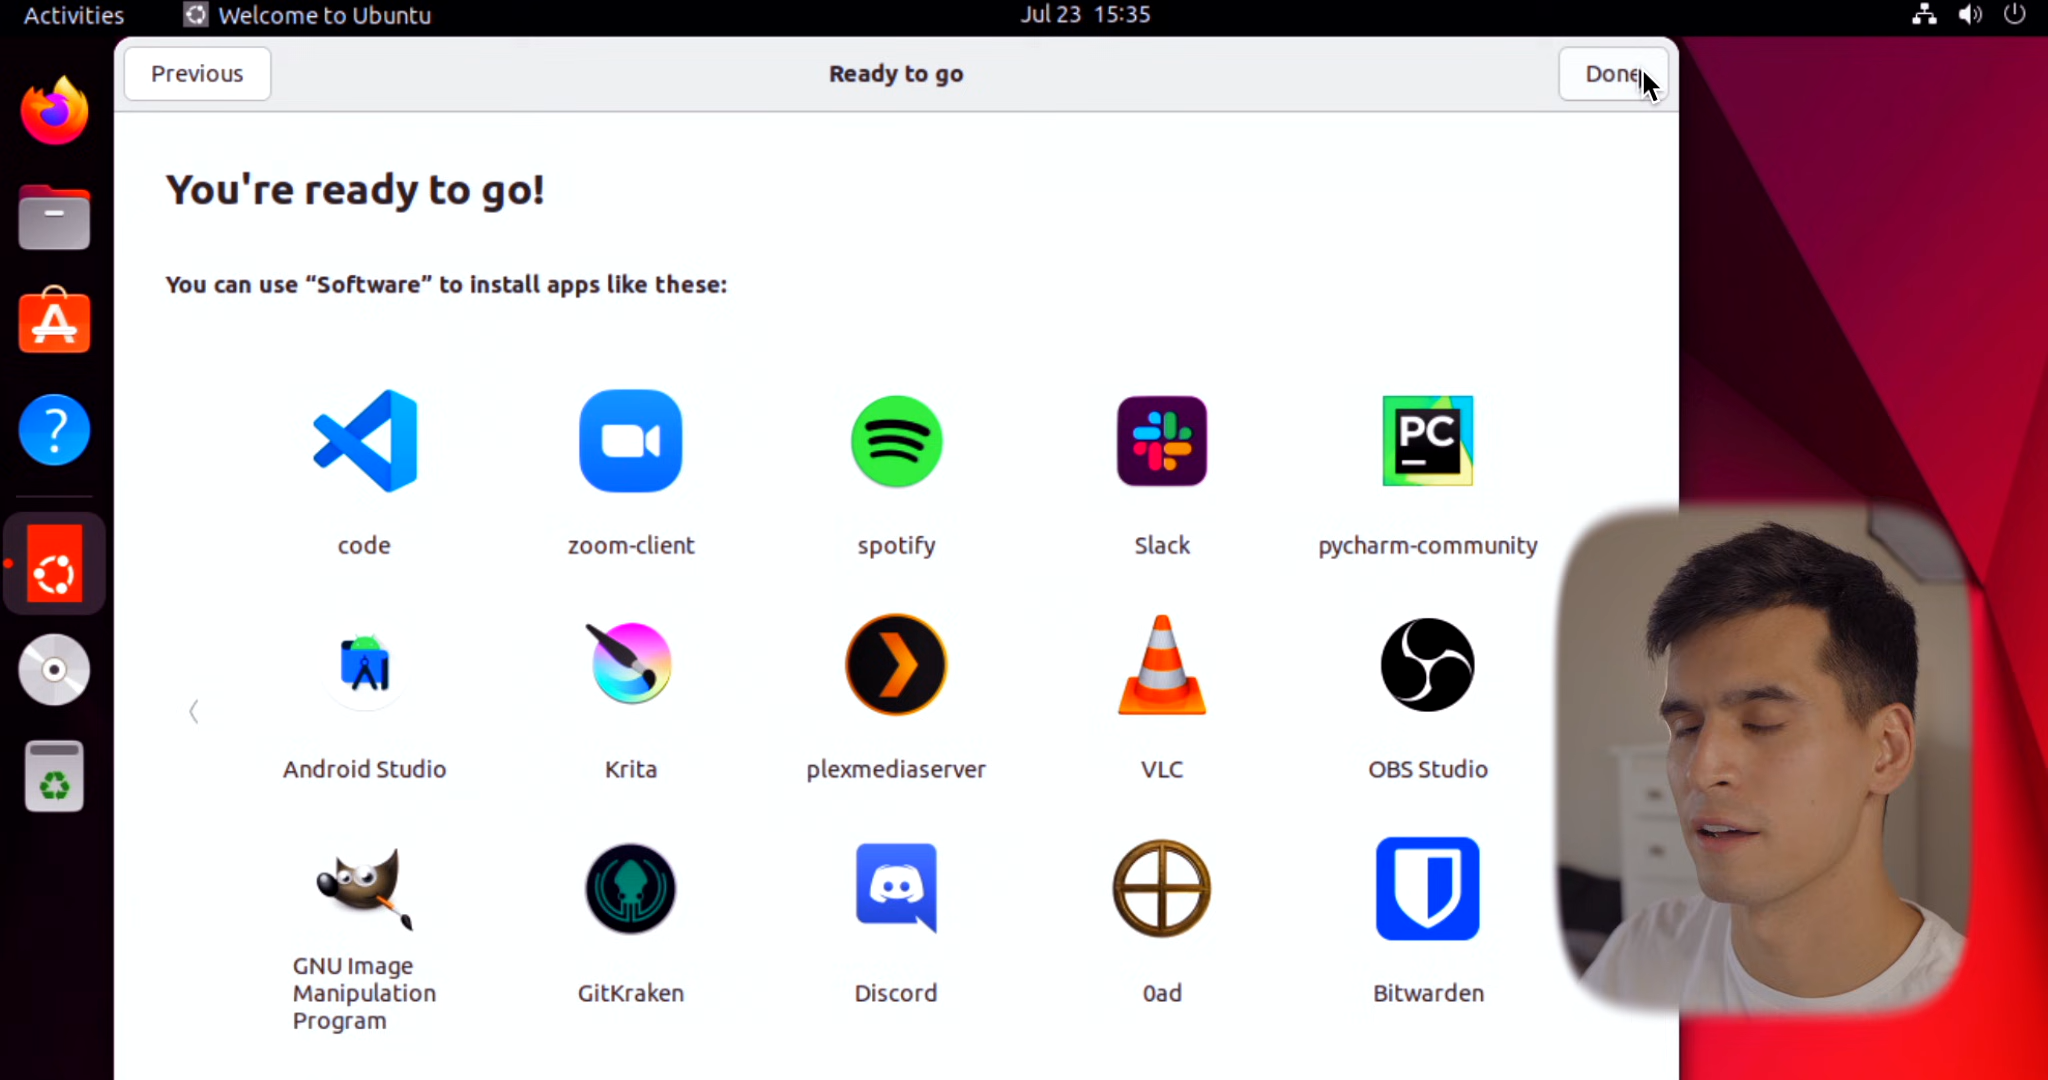 Activities
Welcome to Ubuntu
Jul 23 15:35
Previous
Ready to go
Done
You're ready to go!
You can use “Software” to install apps like these:
PC
code
zoom-client
spotify
Slack
pycharm-community
Android Studio
Krita
plexmediaserver
VLC
OBS Studio
GNU Image
Manipulation
Program
GitKraken
Discord
0ad
Bitwarden